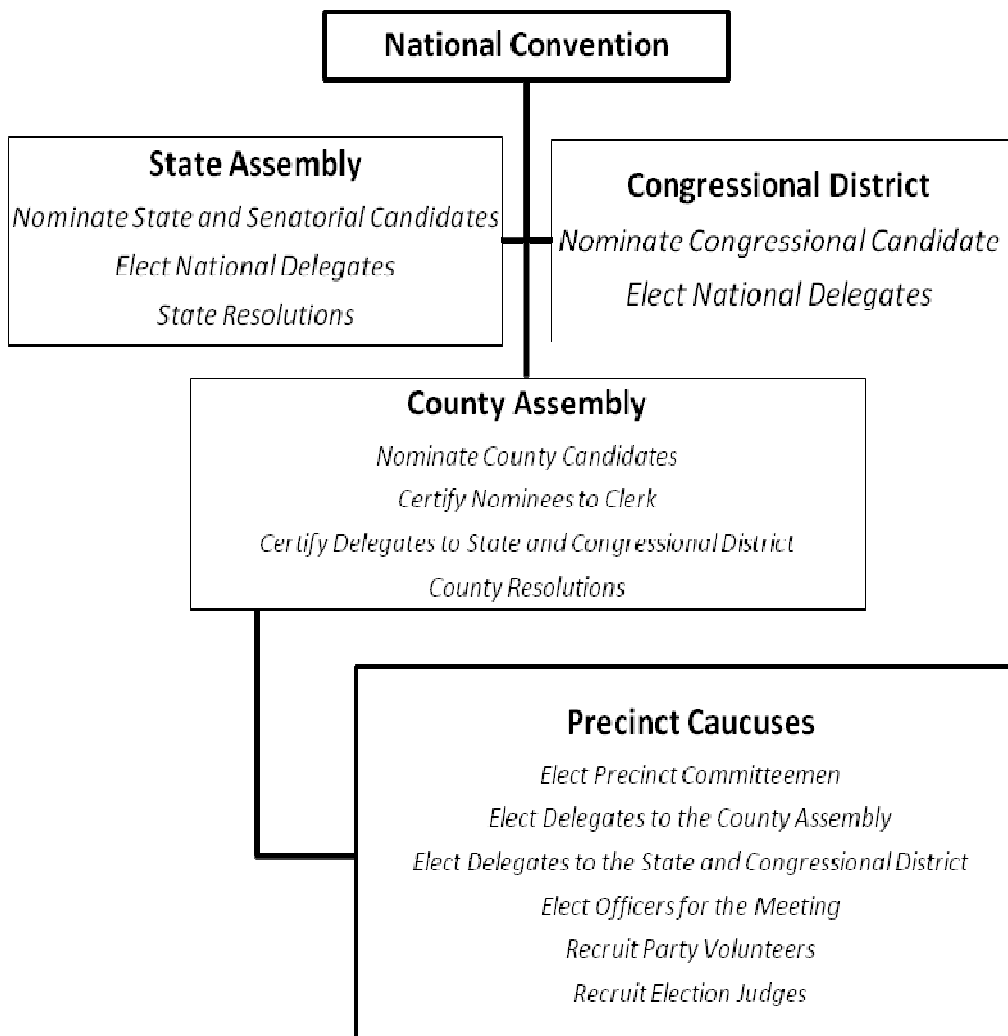 National Convention
State Assembly
Nominate State and Senatorial Candidates
Elect National Delegates
State Resolutions
Congressional District
Nominate Congressional Candidate
Elect National Delegates
County Assembly
Nominate County Candidates
Certify Nominees to Clerk
Certify Delegates to State and Congressional District
County Resolutions
Precinct Caucuses
Elect Precinct Committeemen
Elect Delegates to the County Assembly
Elect Delegates to the State and Congressional District
Elect Officers for the Meeting
Recruit Party Volunteers
Recruit Election Judges